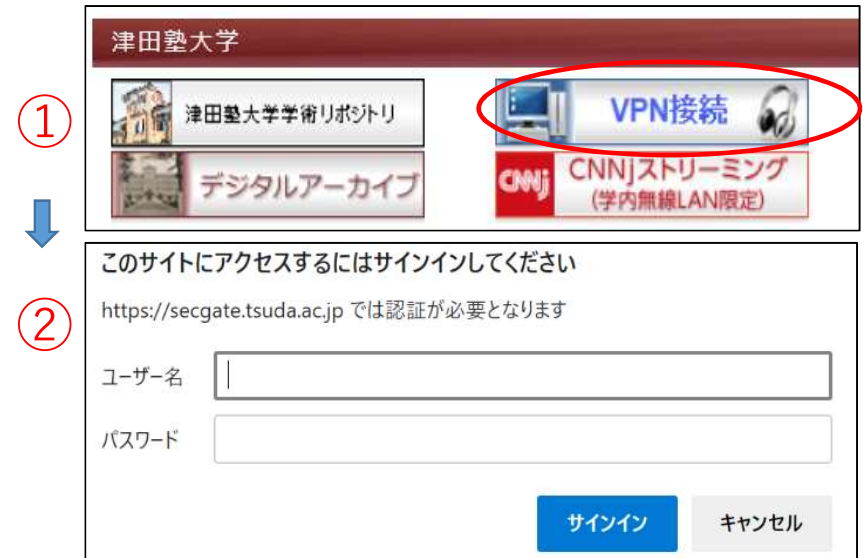 津田塾大学
①
津田塾大学学術リポジトリ
VPN接続
デジタルアーカイブ
CNNj
CNNjストリーミング
(学内無線LAN限定)
②
このサイトにアクセスするにはサインインしてください
https://secgate.tsuda.ac.jp では認証が必要となります
ユーザー名
パスワード
サインイン
キャンセル